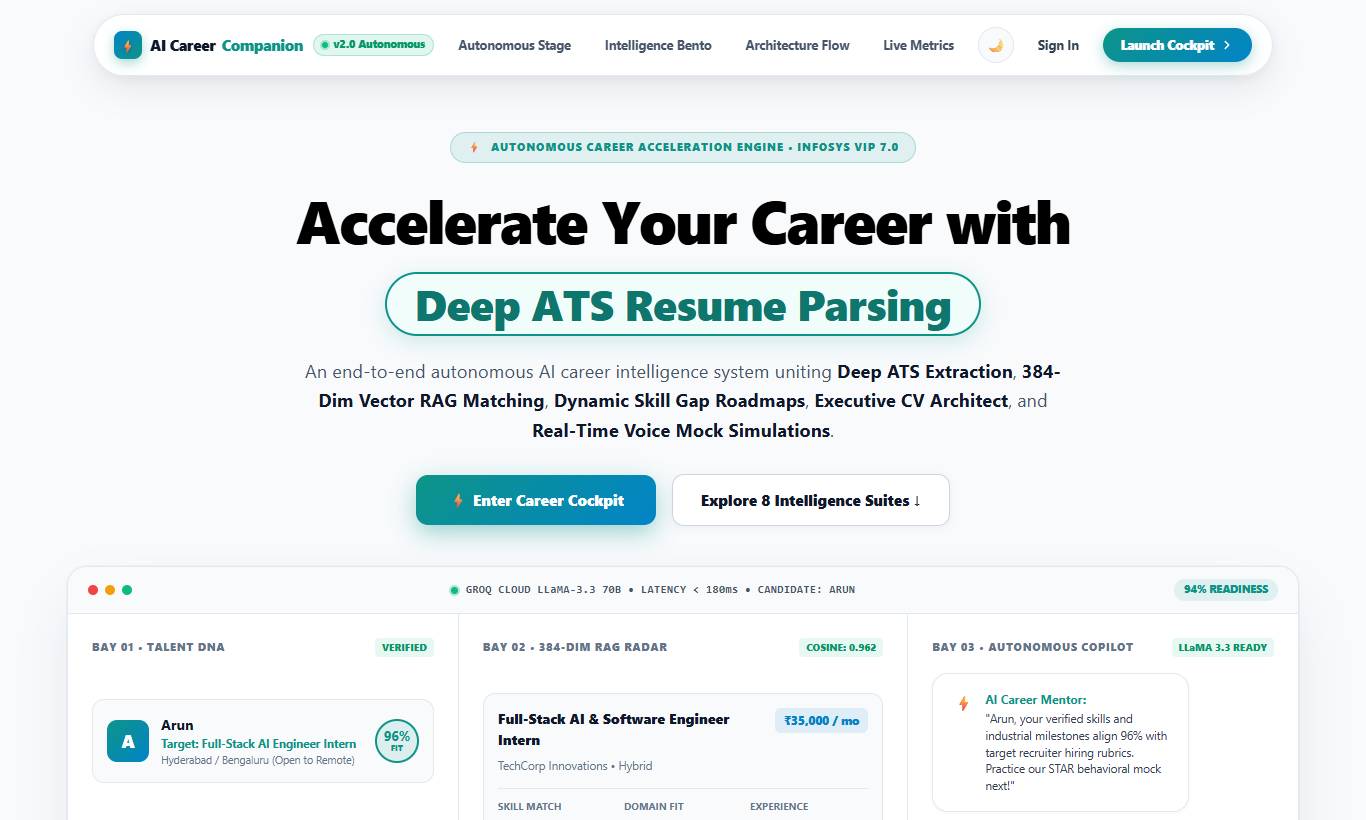 AI Career Companion
v2.0 Autonomous
Autonomous Stage
Intelligence Bento
Architecture Flow
Live Metrics
Sign In
Launch Cockpit
AUTONOMOUS CAREER ACCELERATION ENGINE • INFOSYS VIP 7.0
Accelerate Your Career with
Deep ATS Resume Parsing
An end-to-end autonomous AI career intelligence system uniting Deep ATS Extraction, 384-
Dim Vector RAG Matching, Dynamic Skill Gap Roadmaps, Executive CV Architect, and
Real-Time Voice Mock Simulations.
Enter Career Cockpit
Explore 8 Intelligence Suites ↓
GROQ CLOUD LLaMA-3.3 70B • LATENCY < 180ms • CANDIDATE: ARUN
94% READINESS
BAY 01 • TALENT DNA
VERIFIED
A
Arun
Target: Full-Stack AI Engineer Intern
Hyderabad / Bengaluru (Open to Remote)
96%
FIT
BAY 02 • 384-DIM RAG RADAR
COSINE: 0.962
Full-Stack AI & Software Engineer
Intern
₹35,000 / mo
TechCorp Innovations • Hybrid
SKILL MATCH
DOMAIN FIT
EXPERIENCE
BAY 03 • AUTONOMOUS COPILOT
LLaMA 3.3 READY
AI Career Mentor:
"Arun, your verified skills and
industrial milestones align 96% with
target recruiter hiring rubrics.
Practice our STAR behavioral mock
next!"